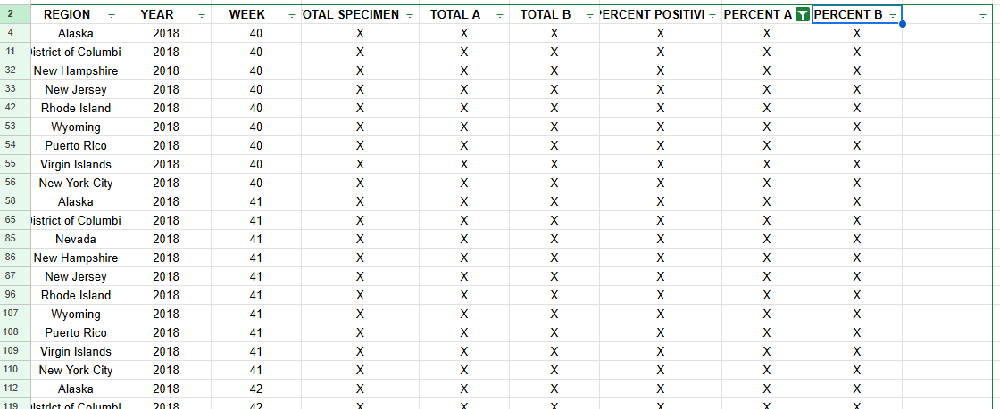 2 REGION YEAR WEEK OTAL SPECIMEN TOTAL A TOTAL B PERCENT POSITIVI PERCENT A PERCENT B
4 Alaska 2018 40 X X X X X X
11 istrict of Columbi 2018 40 X X X X X X
32 New Hampshire 2018 40 X X X X X X
33 New Jersey 2018 40 X X X X X X
42 Rhode Island 2018 40 X X X X X X
53 Wyoming 2018 40 X X X X X X
54 Puerto Rico 2018 40 X X X X X X
55 Virgin Islands 2018 40 X X X X X X
56 New York City 2018 40 X X X X X X
58 Alaska 2018 41 X X X X X X
65 istrict of Columbi 2018 41 X X X X X X
85 Nevada 2018 41 X X X X X X
86 New Hampshire 2018 41 X X X X X X
87 New Jersey 2018 41 X X X X X X
96 Rhode Island 2018 41 X X X X X X
107 Wyoming 2018 41 X X X X X X
108 Puerto Rico 2018 41 X X X X X X
109 Virgin Islands 2018 41 X X X X X X
110 New York City 2018 41 X X X X X X
112 Alaska 2018 42 X X X X X X
119 istrict of Columbi 2018 42 X X X X X X